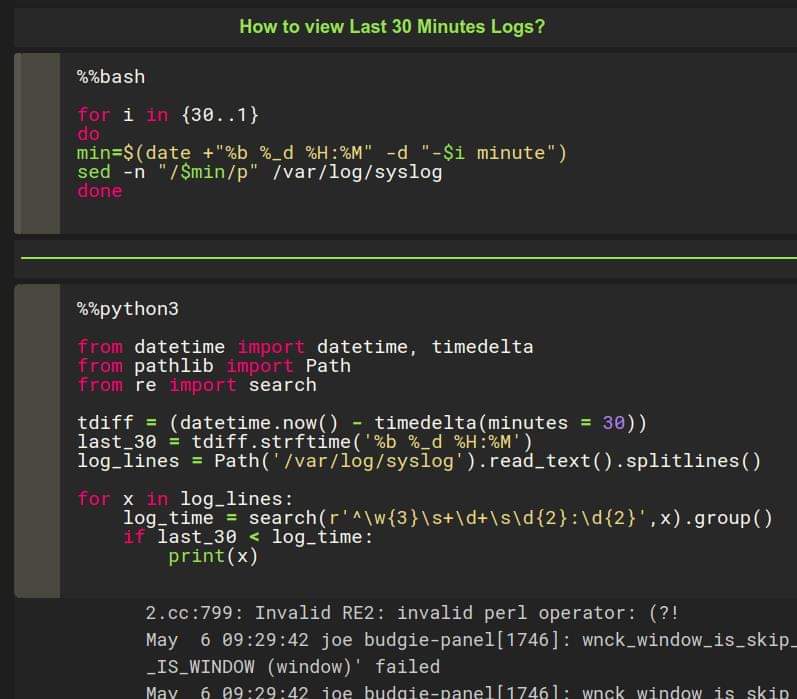 How to view Last 30 Minutes Logs?
%%bash
for i in {30..1}
do
min=$(date +"%b %_d %H:%M" -d "-$i minute")
sed -n "/$min/p" /var/log/syslog
done
%%python3
from datetime import datetime, timedelta
from pathlib import Path
from re import search
tdiff = (datetime.now() - timedelta(minutes = 30))
last_30 = tdiff.strftime('%b %_d %H:%M')
log_lines = Path('/var/log/syslog').read_text().splitlines()
for x in log_lines:
    log_time = search(r'^\w{3}\s+\d+\s\d{2}:\d{2}',x).group()
    if last_30 < log_time:
        print(x)
2.cc:799: Invalid RE2: invalid perl operator: (?!
May  6 09:29:42 joe budgie-panel[1746]: wnck_window_is_skip_
_IS_WINDOW (window)' failed
May  6 09:29:42 joe budgie-panel[1746]: wnck_window_is_skip_